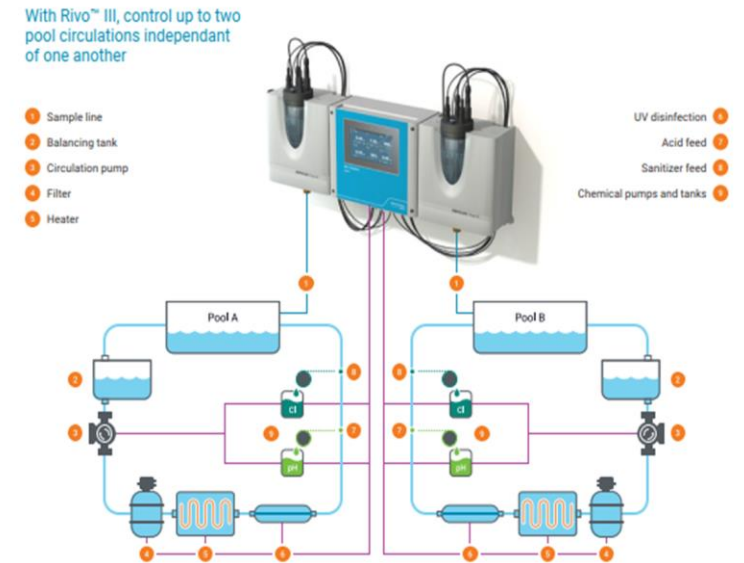 With Rivo™ III, control up to two
pool circulations independant
of one another
1 Sample line
2 Balancing tank
3 Circulation pump
4 Filter
5 Heater
UV disinfection 6
Acid feed 7
Sanitizer feed 8
Chemical pumps and tanks 9
1
1
Pool A
Pool B
2
8
8
2
Cl
Cl
3
9
7
7
9
3
pH
pH
4
5
6
6
5
4